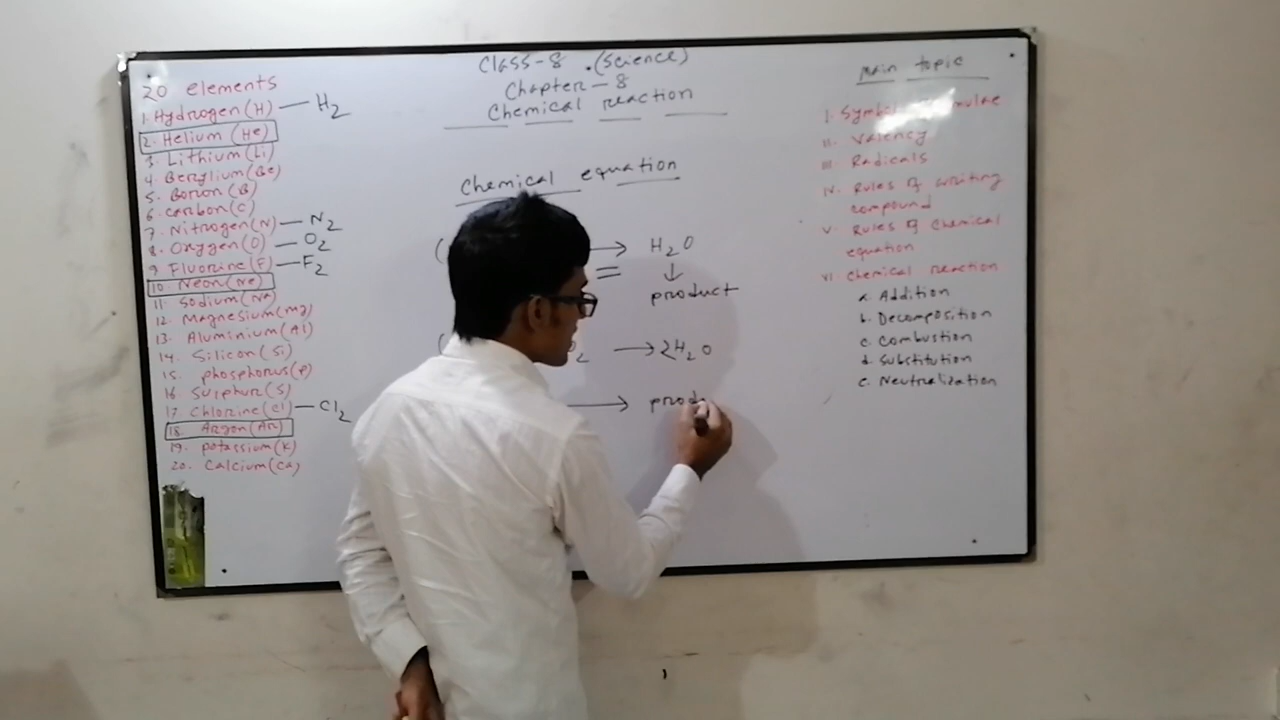 20 elements
1. Hydrogen (H) — H2
2. Helium (He)
3. Lithium (Li)
4. Berylium (Be)
5. Boron (B)
6. carbon (C)
7. Nitrogen (N) — N2
8. Oxygen (O) — O2
9. Fluorine (F) — F2
10. Neon (Ne)
11. Sodium (Na)
12. Magnesium (Mg)
13. Aluminium (Al)
14. Silicon (Si)
15. phosphorus (P)
16. Sulphur (S)
17. Chlorine (Cl) — Cl2
18. Argon (Ar)
19. potassium (K)
20. Calcium (Ca)
Class-8 (Science)
Chapter-8
Chemical reaction
Chemical equation
→ H2O
↓
product
2 → 2H2O
→ prod
main topic
I. formulae
II. Valency
III. Radicals
IV. Rules of writing
compound
V. Rules of Chemical
equation
VI. Chemical reaction
a. Addition
b. Decomposition
c. Combustion
d. Substitution
e. Neutralization